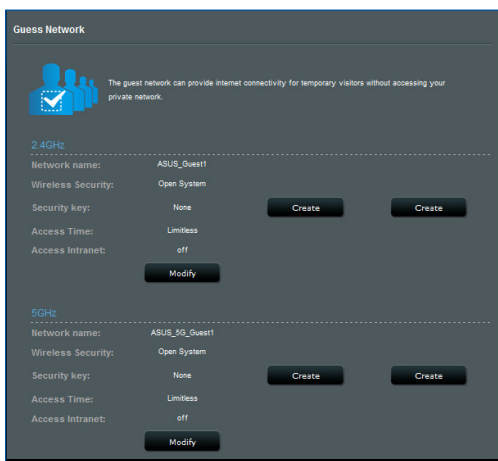 Guess Network
The guest network can provide internet connectivity for temporary visitors without accessing your
private network.
2.4GHz
Network name: ASUS_Guest1
Wireless Security: Open System
Security key: None Create Create
Access Time: Limitless
Access Intranet: off
Modify
5GHz
Network name: ASUS_5G_Guest1
Wireless Security: Open System
Security key: None Create Create
Access Time: Limitless
Access Intranet: off
Modify